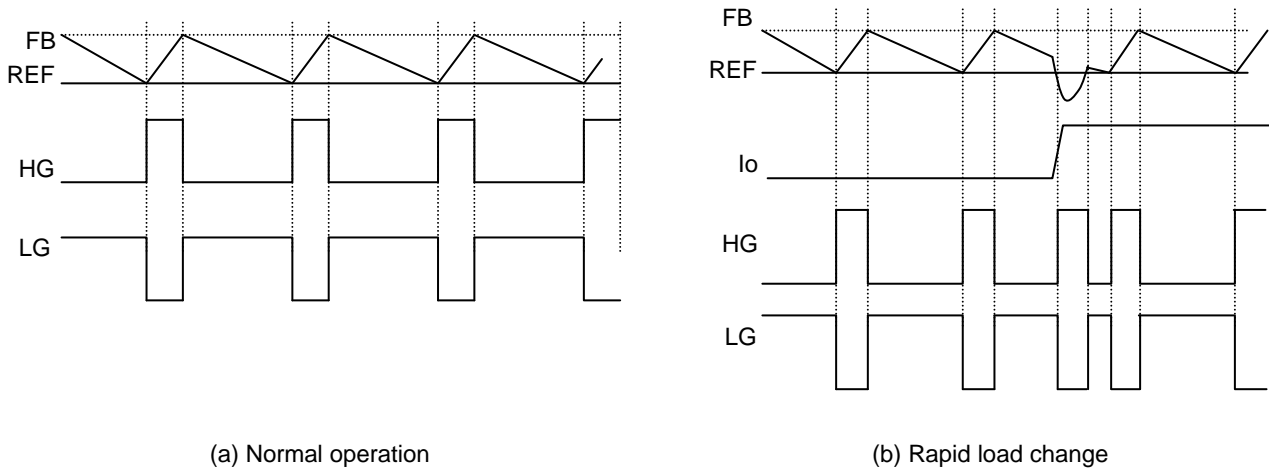 FB
REF
HG
LG
(a) Normal operation
FB
REF
Io
HG
LG
(b) Rapid load change